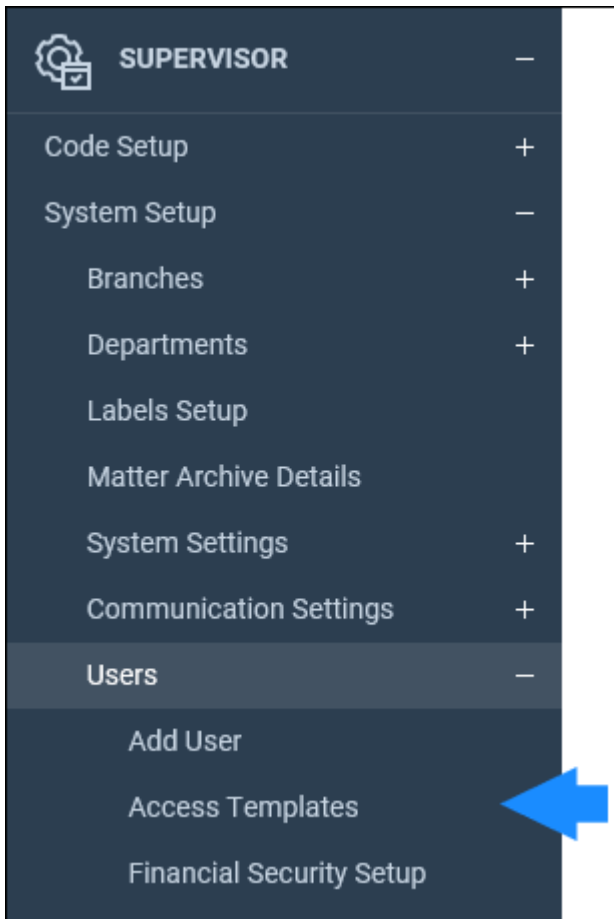 SUPERVISOR
Code Setup
System Setup
Branches
Departments
Labels Setup
Matter Archive Details
System Settings
Communication Settings
Users
Add User
Access Templates
Financial Security Setup